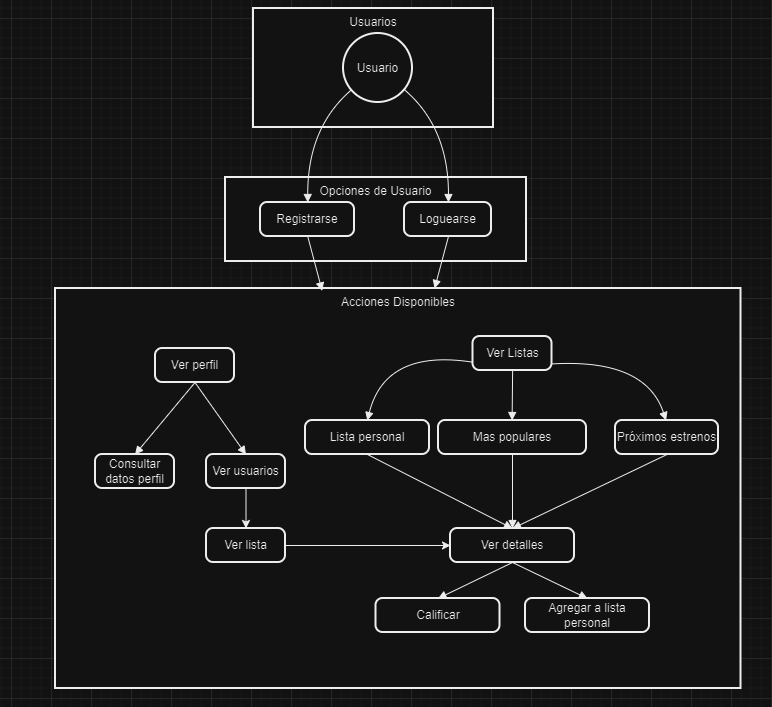 Usuarios
Usuario
Opciones de Usuario
Registrarse
Loguearse
Acciones Disponibles
Ver perfil
Ver Listas
Lista personal
Mas populares
Próximos estrenos
Consultar
datos perfil
Ver usuarios
Ver lista
Ver detalles
Calificar
Agregar a lista
personal